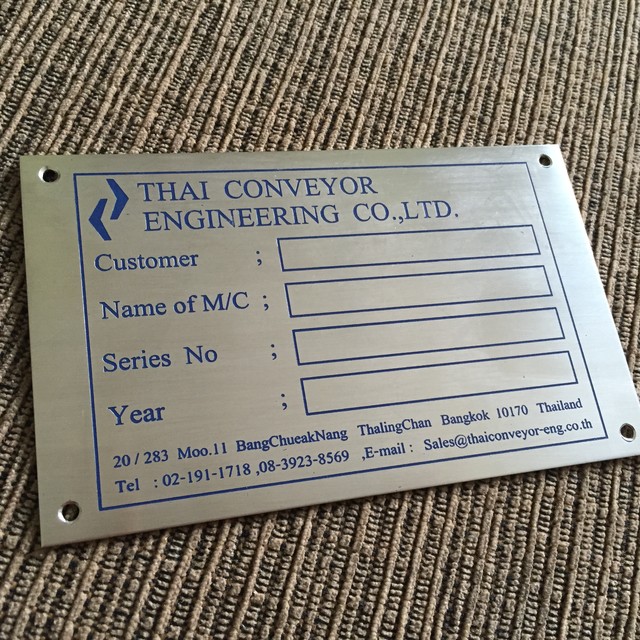 THAI CONVEYOR
ENGINEERING CO.,LTD.
Customer ;
Name of M/C ;
Series No ;
Year ;
20 / 283 Moo.11 BangChueakNang ThalingChan Bangkok 10170 Thailand
Tel : 02-191-1718 ,08-3923-8569 ,E-mail : Sales@thaiconveyor-eng.co.th